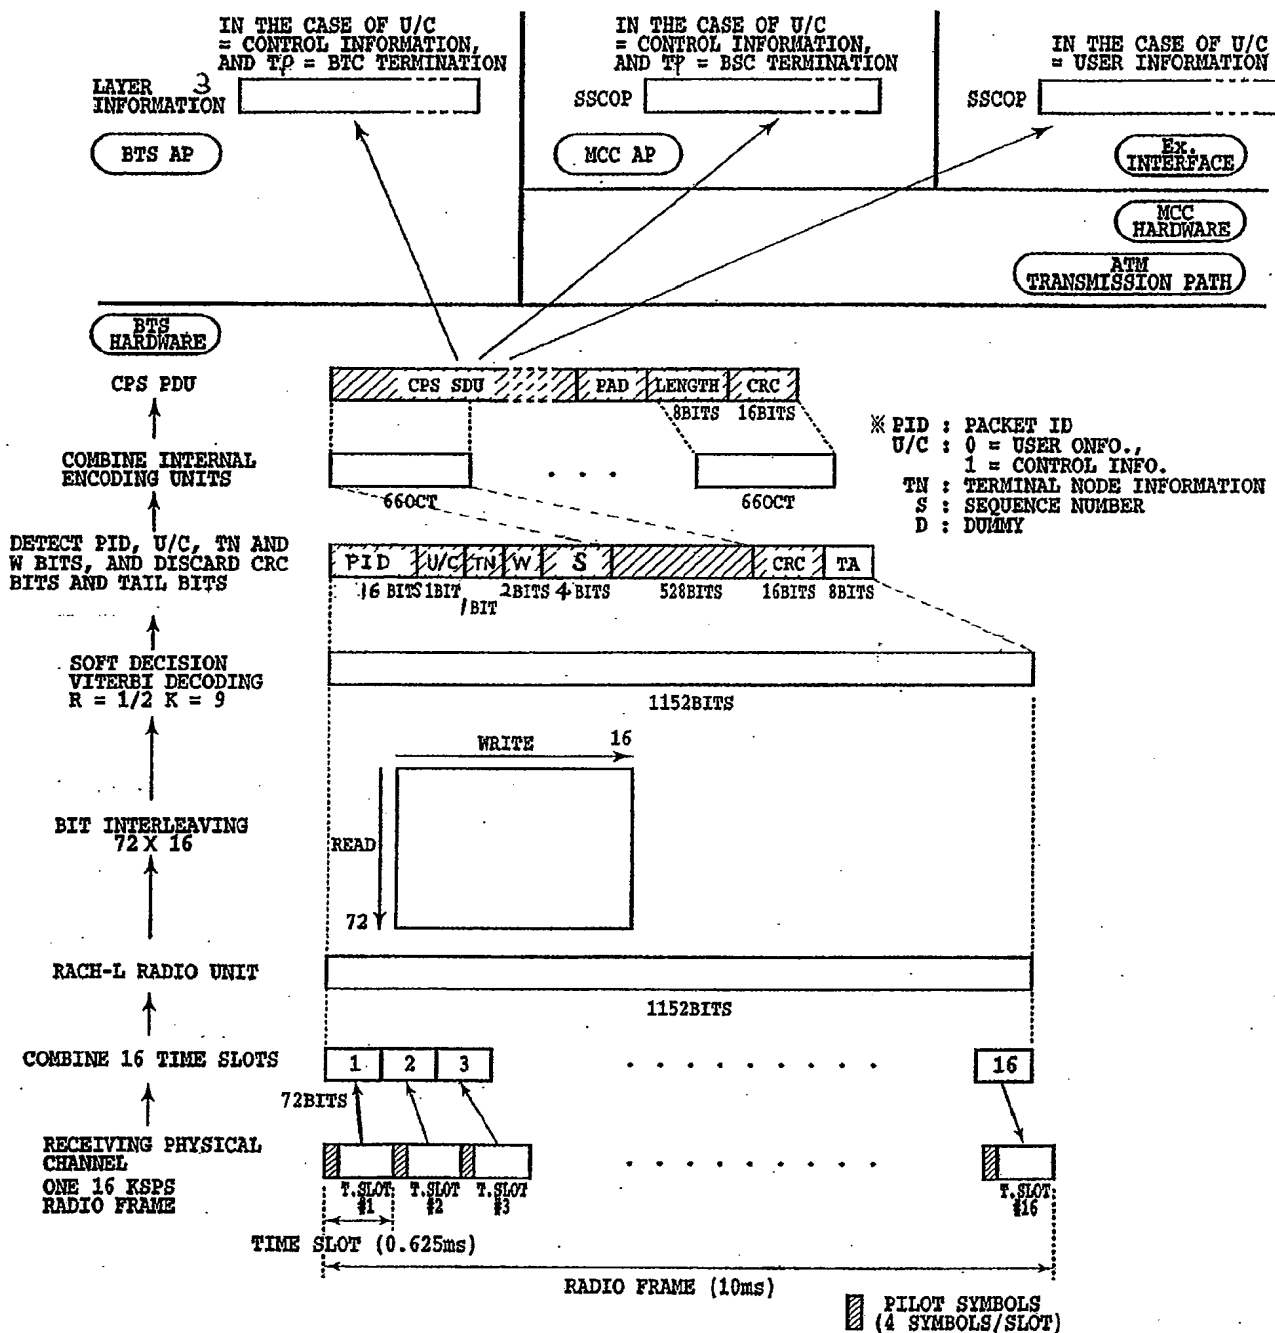 IN THE CASE OF U/C
= CONTROL INFORMATION,
AND TP = BTC TERMINATION
LAYER 3
INFORMATION
BTS AP
IN THE CASE OF U/C
= CONTROL INFORMATION,
AND TP = BSC TERMINATION
SSCOP
MCC AP
IN THE CASE OF U/C
= USER INFORMATION
SSCOP
Ex.
INTERFACE
MCC
HARDWARE
ATM
TRANSMISSION PATH
BTS
HARDWARE
CPS PDU
CPS SDU PAD LENGTH CRC
8BITS 16BITS
※ PID : PACKET ID
U/C : 0 = USER ONFO.,
1 = CONTROL INFO.
TN : TERMINAL NODE INFORMATION
S : SEQUENCE NUMBER
D : DUMMY
COMBINE INTERNAL
ENCODING UNITS
66OCT 66OCT
DETECT PID, U/C, TN AND
W BITS, AND DISCARD CRC
BITS AND TAIL BITS
PID U/C TN W S CRC TA
16 BITS 1BIT 1BIT 2BITS 4BITS 528BITS 16BITS 8BITS
SOFT DECISION
VITERBI DECODING
R = 1/2 K = 9
1152BITS
WRITE 16
BIT INTERLEAVING
72 X 16
READ
72
RACH-L RADIO UNIT
1152BITS
COMBINE 16 TIME SLOTS
1 2 3 16
72BITS
RECEIVING PHYSICAL
CHANNEL
ONE 16 KSPS
RADIO FRAME
T.SLOT
#1
T.SLOT
#2
T.SLOT
#3
T.SLOT
#16
TIME SLOT (0.625ms)
RADIO FRAME (10ms)
PILOT SYMBOLS
(4 SYMBOLS/SLOT)